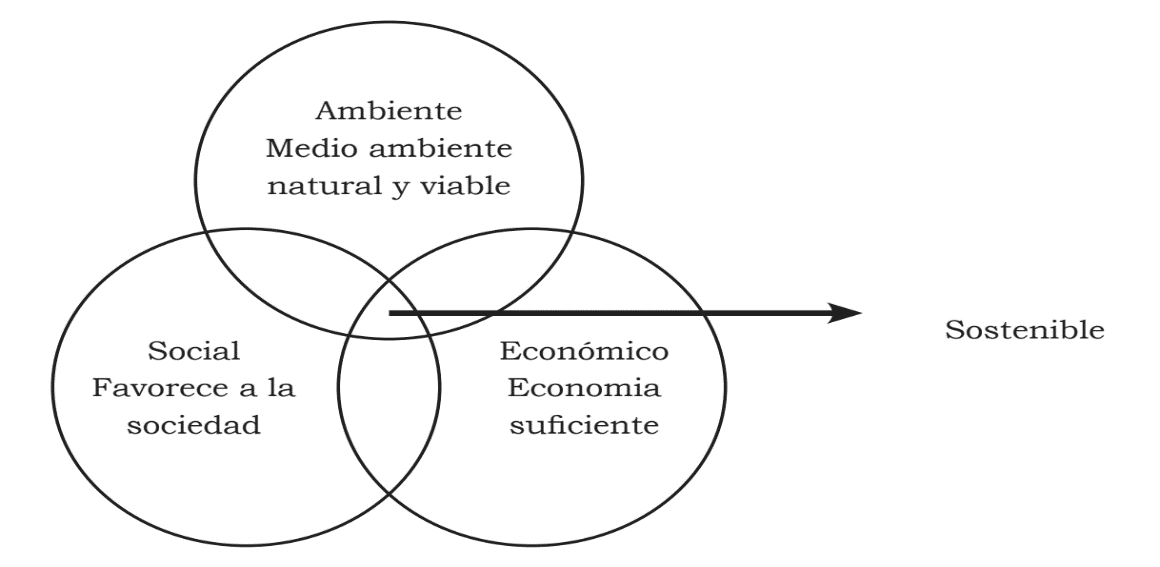 Ambiente
Medio ambiente
natural y viable
Social
Favorece a la
sociedad
Económico
Economia
suficiente
Sostenible